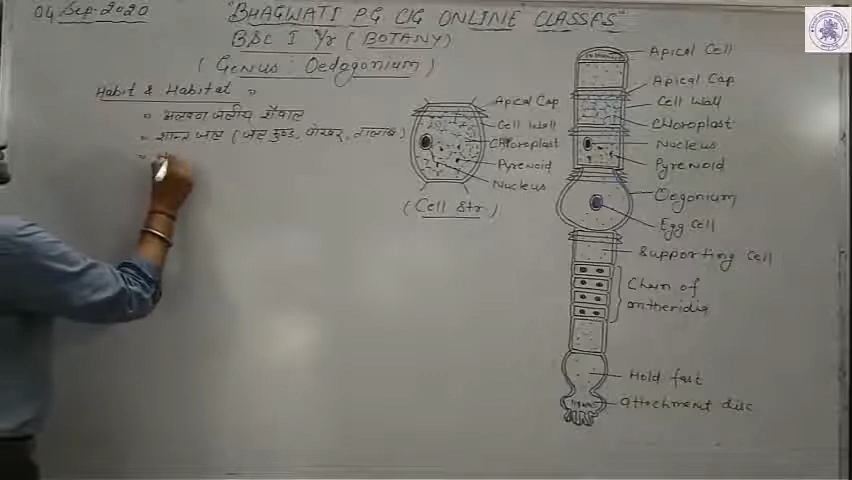 04 Sep. 2020
"BHAGWATI PG ClG ONLINE" CLASSES"
BSC I Yr ( BOTANY )
( Genus : Oedogonium )
Habit & Habitat :
अलवण जलीय शैवाल
शान्त जल ( जल कुण्ड, पोखर, तालाब )
Apical Cap
Cell Wall
Chloroplast
Pyrenoid
Nucleus
( Cell Str )
Apical Cell
Apical Cap
Cell Wall
Chloroplast
Nucleus
Pyrenoid
Oogonium
Egg Cell
Supporting Cell
Chain of
antheridia
Hold fast
attachment disc